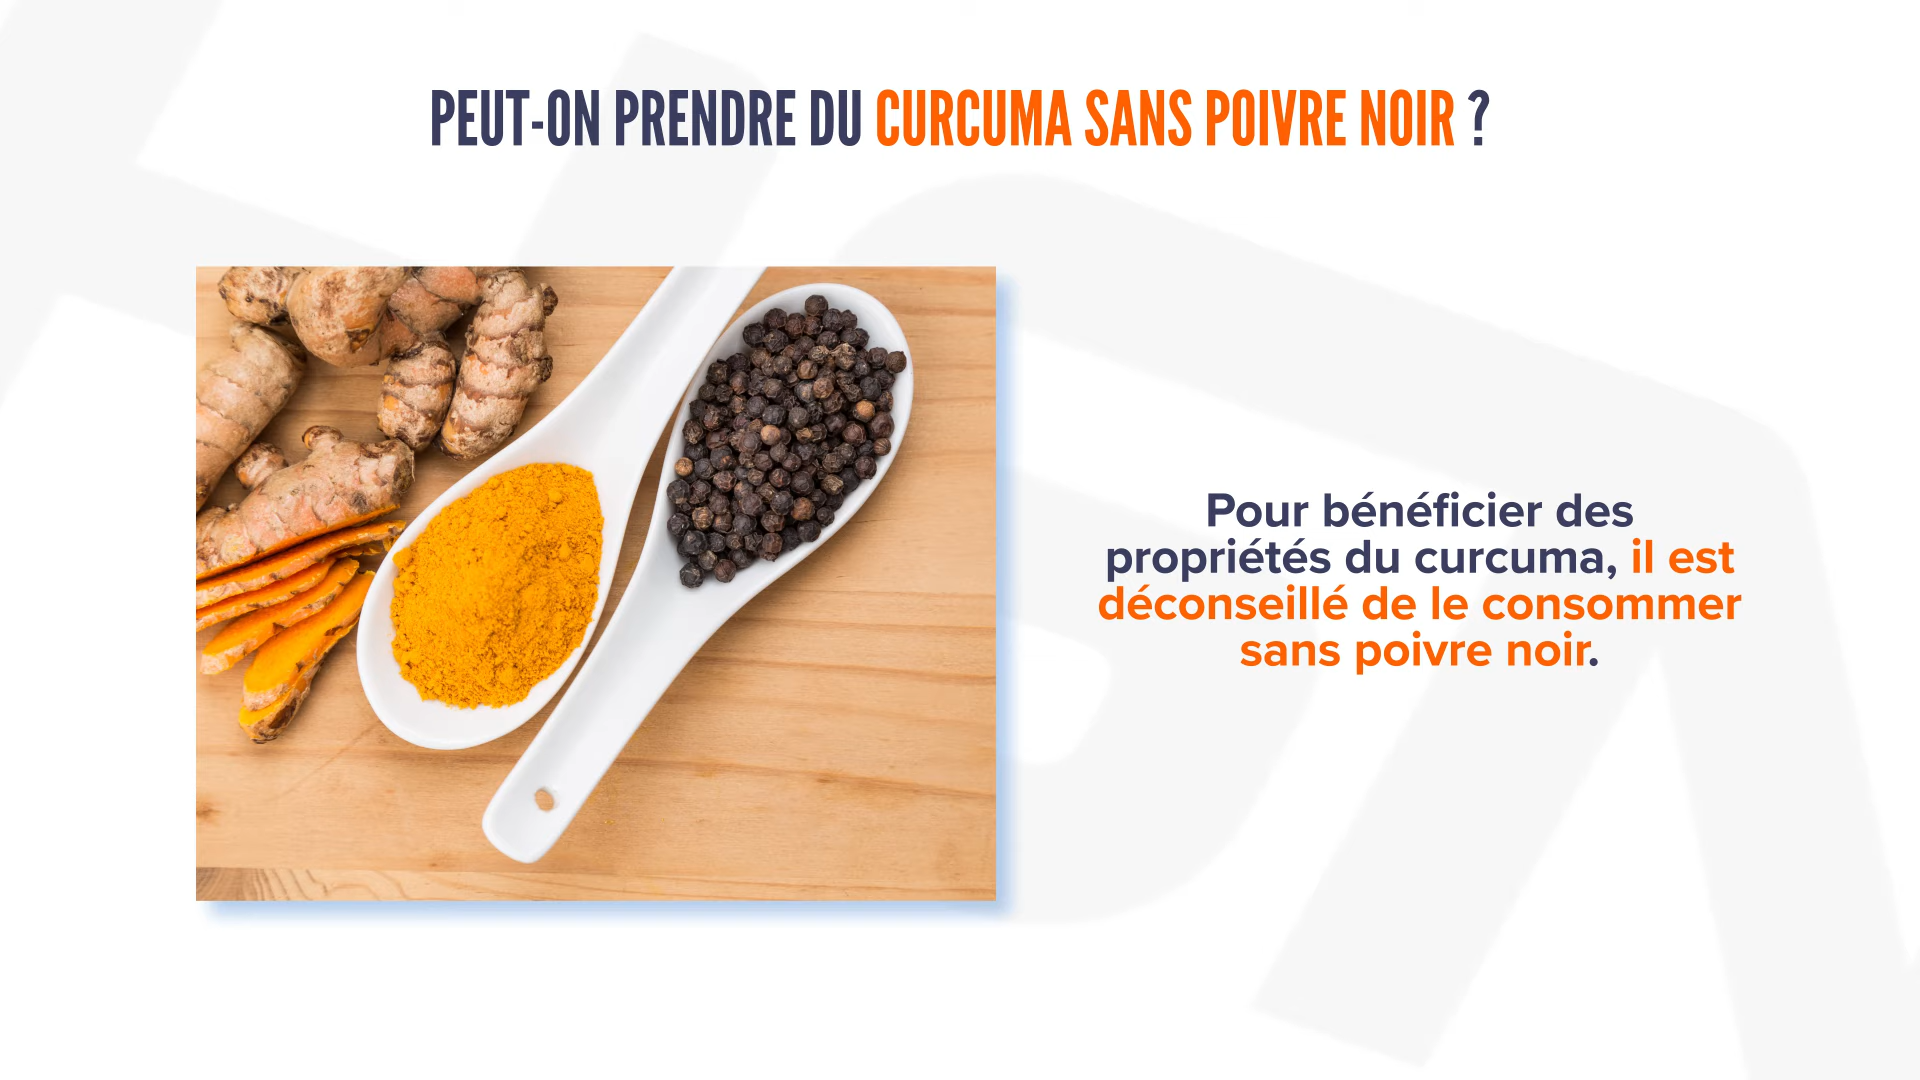 PEUT-ON PRENDRE DU CURCUMA SANS POIVRE NOIR ?
Pour bénéficier des
propriétés du curcuma, il est
déconseillé de le consommer
sans poivre noir.